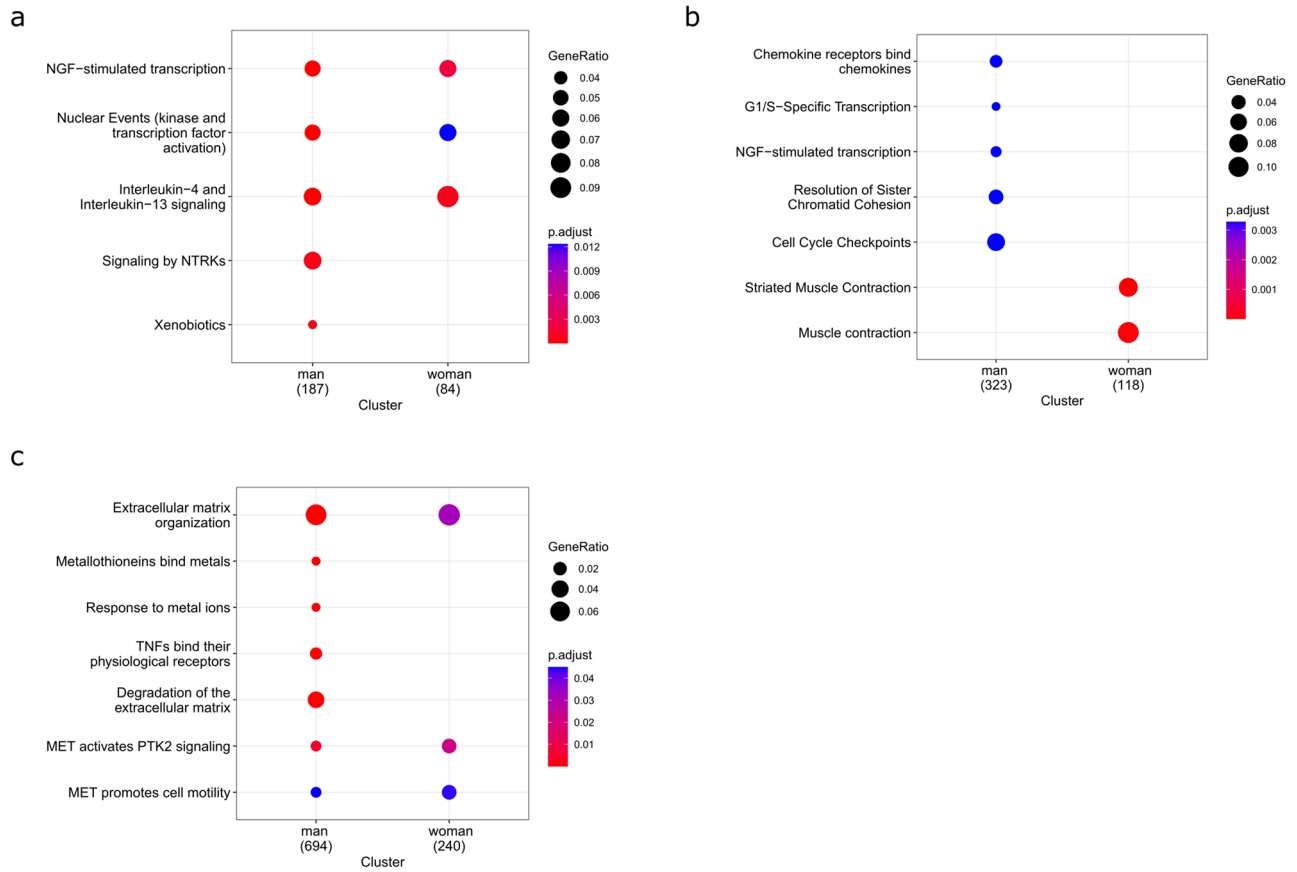 a
NGF−stimulated transcription
Nuclear Events (kinase and
transcription factor
activation)
Interleukin−4 and
Interleukin−13 signaling
Signaling by NTRKs
Xenobiotics
man
(187)
woman
(84)
Cluster
GeneRatio
0.04
0.05
0.06
0.07
0.08
0.09
p.adjust
0.012
0.009
0.006
0.003
b
Chemokine receptors bind
chemokines
G1/S−Specific Transcription
NGF−stimulated transcription
Resolution of Sister
Chromatid Cohesion
Cell Cycle Checkpoints
Striated Muscle Contraction
Muscle contraction
man
(323)
woman
(118)
Cluster
GeneRatio
0.04
0.06
0.08
0.10
p.adjust
0.003
0.002
0.001
c
Extracellular matrix
organization
Metallothioneins bind metals
Response to metal ions
TNFs bind their
physiological receptors
Degradation of the
extracellular matrix
MET activates PTK2 signaling
MET promotes cell motility
man
(694)
woman
(240)
Cluster
GeneRatio
0.02
0.04
0.06
p.adjust
0.04
0.03
0.02
0.01